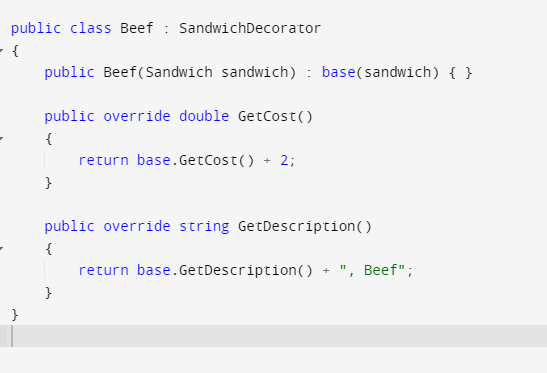 public class Beef : SandwichDecorator
{
    public Beef(Sandwich sandwich) : base(sandwich) { }
    public override double GetCost()
    {
        return base.GetCost() + 2;
    }
    public override string GetDescription()
    {
        return base.GetDescription() + ", Beef";
    }
}